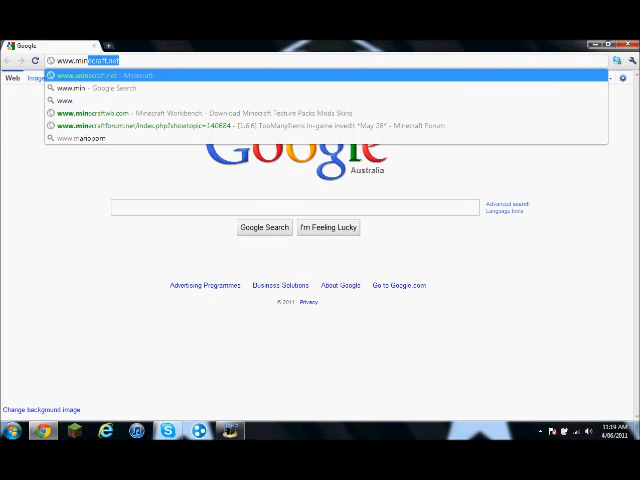 Google
www.minecraft.net
Web Image
www.minecraft.net - Minecraft
www.min - Google Search
www.
www.minecraftwb.com - Minecraft Workbench - Download Minecraft Texture Packs Mods Skins
www.minecraftforum.net/index.php?showtopic=140684 - [1.6.6] TooManyItems in-game invedit *May 28* - Minecraft Forum
www.marioporn
Google
Australia
Advanced search
Language tools
Google Search I'm Feeling Lucky
Advertising Programmes Business Solutions About Google Go to Google.com
© 2011 - Privacy
Change background image
11:19 AM
4/06/2011